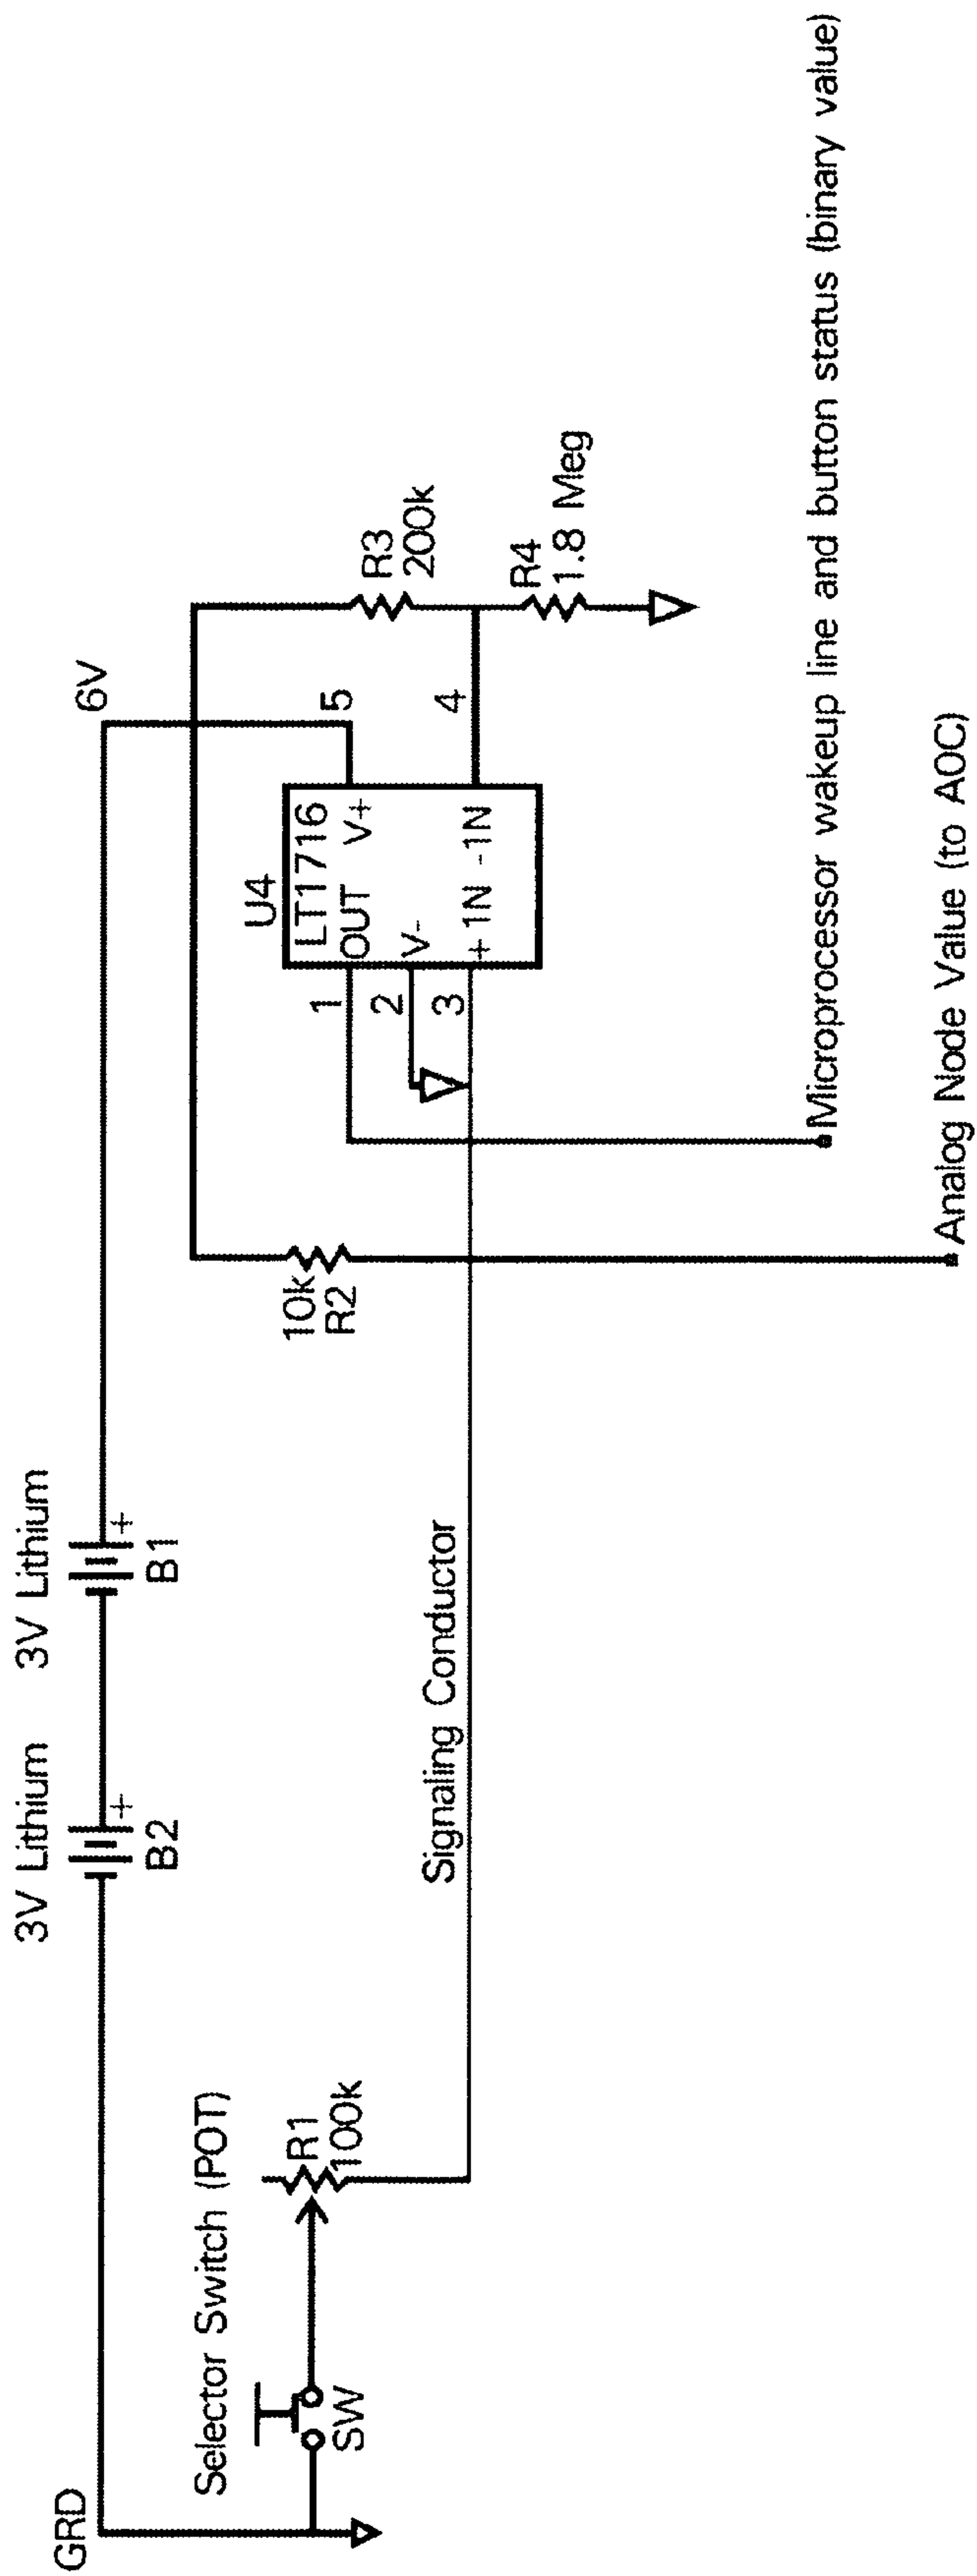 GRD
3V Lithium
B2
+
3V Lithium
B1
+
6V
Selector Switch (POT)
SW
R1
100k
Signaling Conductor
10k
R2
U4
LT1716
OUT V+
V-
+1N -1N
1
2
3
5
4
R3
200k
R4
1.8 Meg
Microprocessor wakeup line and button status (binary value)
Analog Node Value (to AOC)